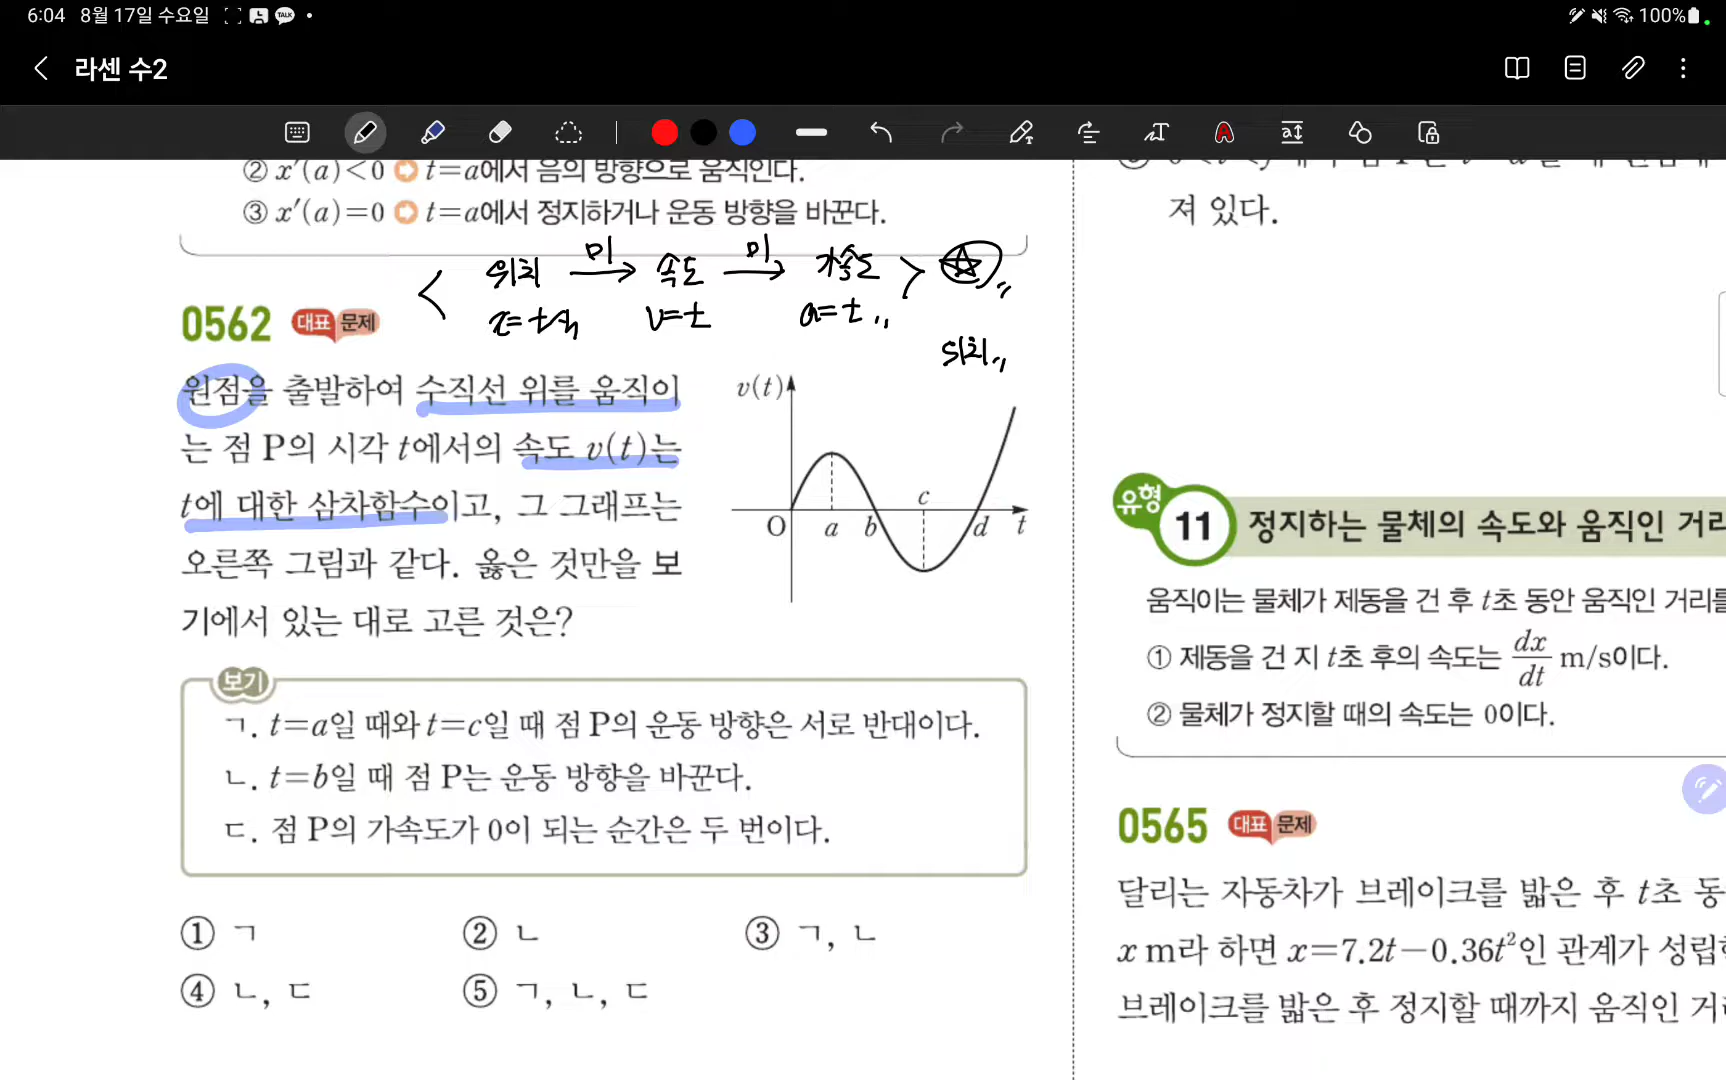 6:04 8월 17일 수요일 TALK
100%
라센 수2
② x′(a)<0 ➪ t=a에서 음의 방향으로 움직인다.
③ x′(a)=0 ➪ t=a에서 정지하거나 운동 방향을 바꾼다.
< 위치 미→ 속도 미→ 가속도 > ☆
v=t a=t
위치
0562 대표 문제
원점을 출발하여 수직선 위를 움직이
는 점 P의 시각 t에서의 속도 v(t)는
t에 대한 삼차함수이고, 그 그래프는
오른쪽 그림과 같다. 옳은 것만을 보
기에서 있는 대로 고른 것은?
v(t)
c
O a b d t
보기
ㄱ. t=a일 때와 t=c일 때 점 P의 운동 방향은 서로 반대이다.
ㄴ. t=b일 때 점 P는 운동 방향을 바꾼다.
ㄷ. 점 P의 가속도가 0이 되는 순간은 두 번이다.
① ㄱ ② ㄴ ③ ㄱ, ㄴ
④ ㄴ, ㄷ ⑤ ㄱ, ㄴ, ㄷ
져 있다.
유형 11 정지하는 물체의 속도와 움직인 거리
움직이는 물체가 제동을 건 후 t초 동안 움직인 거리를
① 제동을 건 지 t초 후의 속도는 dx/dt m/s이다.
② 물체가 정지할 때의 속도는 0이다.
0565 대표 문제
달리는 자동차가 브레이크를 밟은 후 t초 동
x m라 하면 x=7.2t−0.36t²인 관계가 성립
브레이크를 밟은 후 정지할 때까지 움직인 거